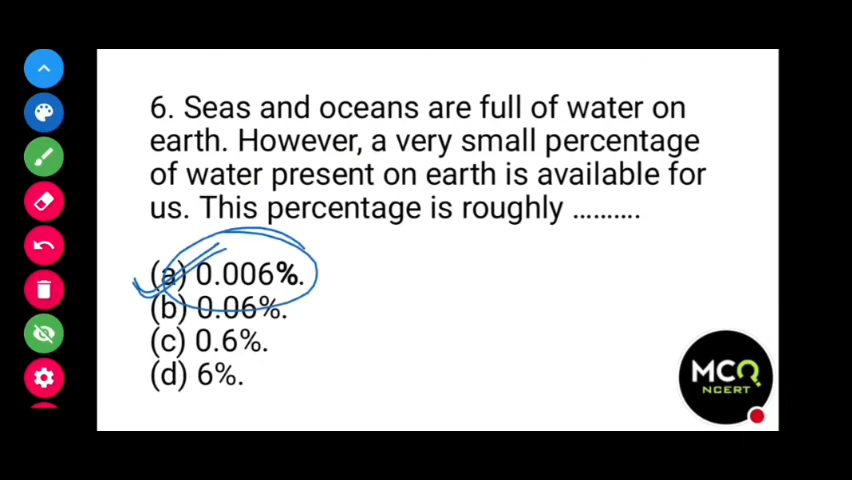 6. Seas and oceans are full of water on
earth. However, a very small percentage
of water present on earth is available for
us. This percentage is roughly ..........
(a) 0.006%.
(b) 0.06%.
(c) 0.6%.
(d) 6%.
MCQ
NCERT